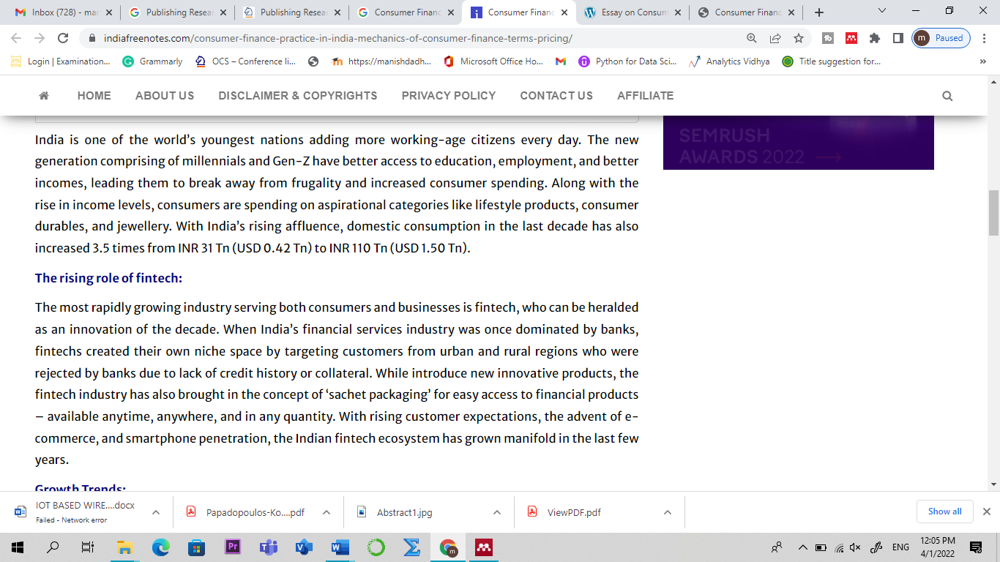 Inbox (728) - mar
Publishing Resea
Publishing Resea
Consumer Financ
Consumer Financ
Essay on Consum
Consumer Financ
indiafreenotes.com/consumer-finance-practice-in-india-mechanics-of-consumer-finance-terms-pricing/
m Paused
Login | Examination...
Grammarly
OCS – Conference li...
https://manishdadh...
Microsoft Office Ho...
Python for Data Sci...
Analytics Vidhya
Title suggestion for...
HOME ABOUT US DISCLAIMER & COPYRIGHTS PRIVACY POLICY CONTACT US AFFILIATE
SEMRUSH
AWARDS 2022
India is one of the world’s youngest nations adding more working-age citizens every day. The new
generation comprising of millennials and Gen-Z have better access to education, employment, and better
incomes, leading them to break away from frugality and increased consumer spending. Along with the
rise in income levels, consumers are spending on aspirational categories like lifestyle products, consumer
durables, and jewellery. With India’s rising affluence, domestic consumption in the last decade has also
increased 3.5 times from INR 31 Tn (USD 0.42 Tn) to INR 110 Tn (USD 1.50 Tn).
The rising role of fintech:
The most rapidly growing industry serving both consumers and businesses is fintech, who can be heralded
as an innovation of the decade. When India’s financial services industry was once dominated by banks,
fintechs created their own niche space by targeting customers from urban and rural regions who were
rejected by banks due to lack of credit history or collateral. While introduce new innovative products, the
fintech industry has also brought in the concept of ‘sachet packaging’ for easy access to financial products
– available anytime, anywhere, and in any quantity. With rising customer expectations, the advent of e-
commerce, and smartphone penetration, the Indian fintech ecosystem has grown manifold in the last few
years.
Growth Trends:
IOT BASED WIRE....docx
Failed - Network error
Papadopoulos-Ko....pdf
Abstract1.jpg
ViewPDF.pdf
Show all
ENG
12:05 PM
4/1/2022